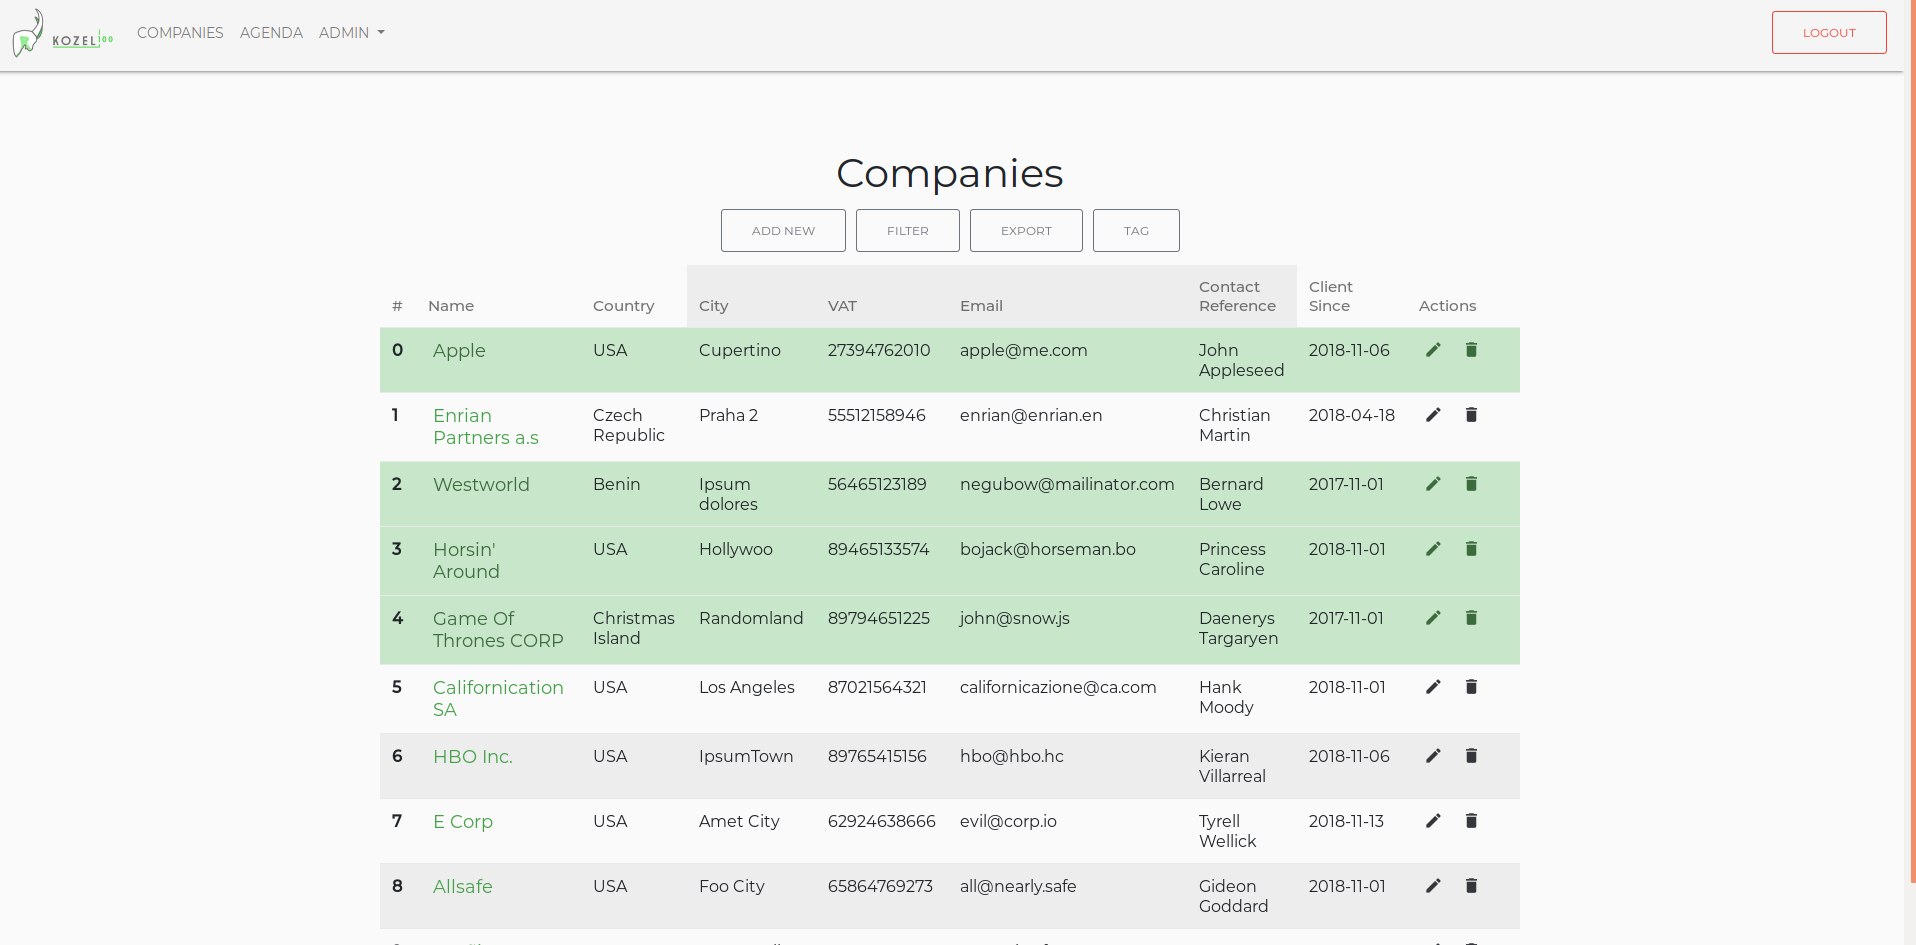 KOZEL 100 COMPANIES AGENDA ADMIN LOGOUT
Companies
ADD NEW FILTER EXPORT TAG
# Name Country City VAT Email Contact Reference Client Since Actions
0 Apple USA Cupertino 27394762010 apple@me.com John Appleseed 2018-11-06
1 Enrian Partners a.s Czech Republic Praha 2 55512158946 enrian@enrian.en Christian Martin 2018-04-18
2 Westworld Benin Ipsum dolores 56465123189 negubow@mailinator.com Bernard Lowe 2017-11-01
3 Horsin' Around USA Hollywoo 89465133574 bojack@horseman.bo Princess Caroline 2018-11-01
4 Game Of Thrones CORP Christmas Island Randomland 89794651225 john@snow.js Daenerys Targaryen 2017-11-01
5 Californication SA USA Los Angeles 87021564321 californicazione@ca.com Hank Moody 2018-11-01
6 HBO Inc. USA IpsumTown 89765415156 hbo@hbo.hc Kieran Villarreal 2018-11-06
7 E Corp USA Amet City 62924638666 evil@corp.io Tyrell Wellick 2018-11-13
8 Allsafe USA Foo City 65864769273 all@nearly.safe Gideon Goddard 2018-11-01